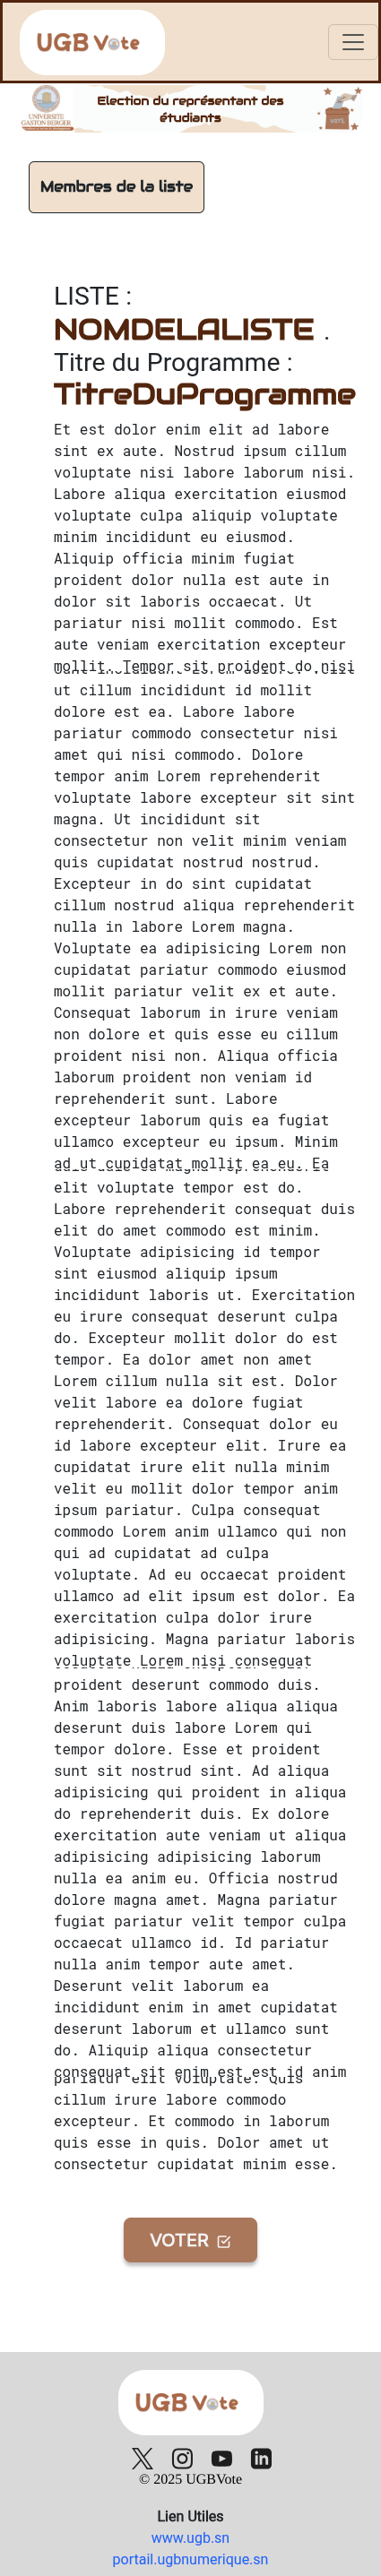 UGB Vote
UNIVERSITE
GASTON BERGER
Election du représentant des
étudiants
VOTE
Membres de la liste
LISTE :
NOMDELALISTE .
Titre du Programme :
TitreDuProgramme
Et est dolor enim elit ad labore
sint ex aute. Nostrud ipsum cillum
voluptate nisi labore laborum nisi.
Labore aliqua exercitation eiusmod
voluptate culpa aliquip voluptate
minim incididunt eu eiusmod.
Aliquip officia minim fugiat
proident dolor nulla est aute in
dolor sit laboris occaecat. Ut
pariatur nisi mollit commodo. Est
aute veniam exercitation excepteur
mollit. Tempor sit proident do nisi
ut cillum incididunt id mollit
dolore est ea. Labore labore
pariatur commodo consectetur nisi
amet qui nisi commodo. Dolore
tempor anim Lorem reprehenderit
voluptate labore excepteur sit sint
magna. Ut incididunt sit
consectetur non velit minim veniam
quis cupidatat nostrud nostrud.
Excepteur in do sint cupidatat
cillum nostrud aliqua reprehenderit
nulla in labore Lorem magna.
Voluptate ea adipisicing Lorem non
cupidatat pariatur commodo eiusmod
mollit pariatur velit ex et aute.
Consequat laborum in irure veniam
non dolore et quis esse eu cillum
proident nisi non. Aliqua officia
laborum proident non veniam id
reprehenderit sunt. Labore
excepteur laborum quis ea fugiat
ullamco excepteur eu ipsum. Minim
ad ut cupidatat mollit ea eu. Ea
elit voluptate tempor est do.
Labore reprehenderit consequat duis
elit do amet commodo est minim.
Voluptate adipisicing id tempor
sint eiusmod aliquip ipsum
incididunt laboris ut. Exercitation
eu irure consequat deserunt culpa
do. Excepteur mollit dolor do est
tempor. Ea dolor amet non amet
Lorem cillum nulla sit est. Dolor
velit labore ea dolore fugiat
reprehenderit. Consequat dolor eu
id labore excepteur elit. Irure ea
cupidatat irure elit nulla minim
velit eu mollit dolor tempor anim
ipsum pariatur. Culpa consequat
commodo Lorem anim ullamco qui non
qui ad cupidatat ad culpa
voluptate. Ad eu occaecat proident
ullamco ad elit ipsum est dolor. Ea
exercitation culpa dolor irure
adipisicing. Magna pariatur laboris
voluptate Lorem nisi consequat
proident deserunt commodo duis.
Anim laboris labore aliqua aliqua
deserunt duis labore Lorem qui
tempor dolore. Esse et proident
sunt sit nostrud sint. Ad aliqua
adipisicing qui proident in aliqua
do reprehenderit duis. Ex dolore
exercitation aute veniam ut aliqua
adipisicing adipisicing laborum
nulla ea anim eu. Officia nostrud
dolore magna amet. Magna pariatur
fugiat pariatur velit tempor culpa
occaecat ullamco id. Id pariatur
nulla anim tempor aute amet.
Deserunt velit laborum ea
incididunt enim in amet cupidatat
deserunt laborum et ullamco sunt
do. Aliquip aliqua consectetur
consequat sit enim est est id anim
pariatur elit voluptate. Quis
cillum irure labore commodo
excepteur. Et commodo in laborum
quis esse in quis. Dolor amet ut
consectetur cupidatat minim esse.
VOTER
UGB Vote
© 2025 UGBVote
Lien Utiles
www.ugb.sn
portail.ugbnumerique.sn